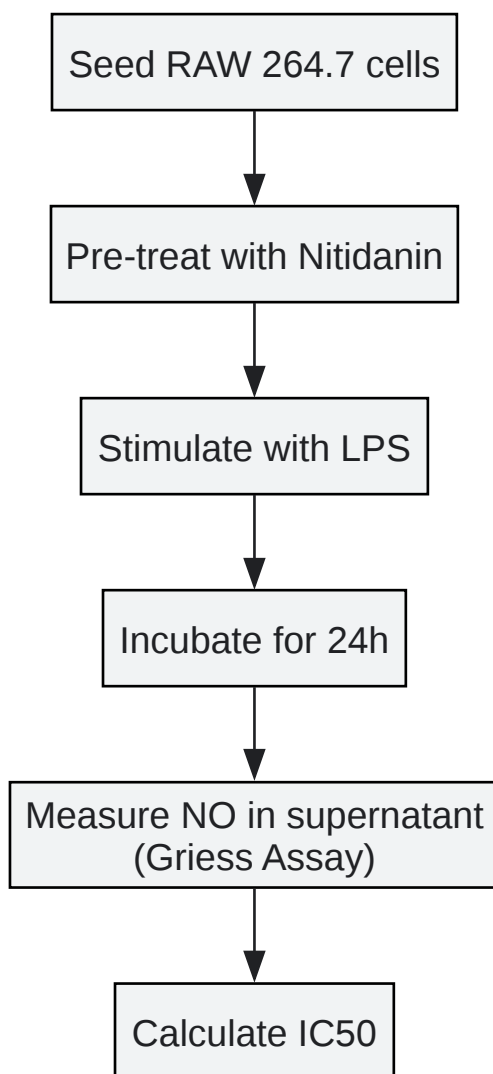 Seed RAW 264.7 cells
Pre-treat with Nitidanin
Stimulate with LPS
Incubate for 24h
Measure NO in supernatant
(Griess Assay)
Calculate IC50